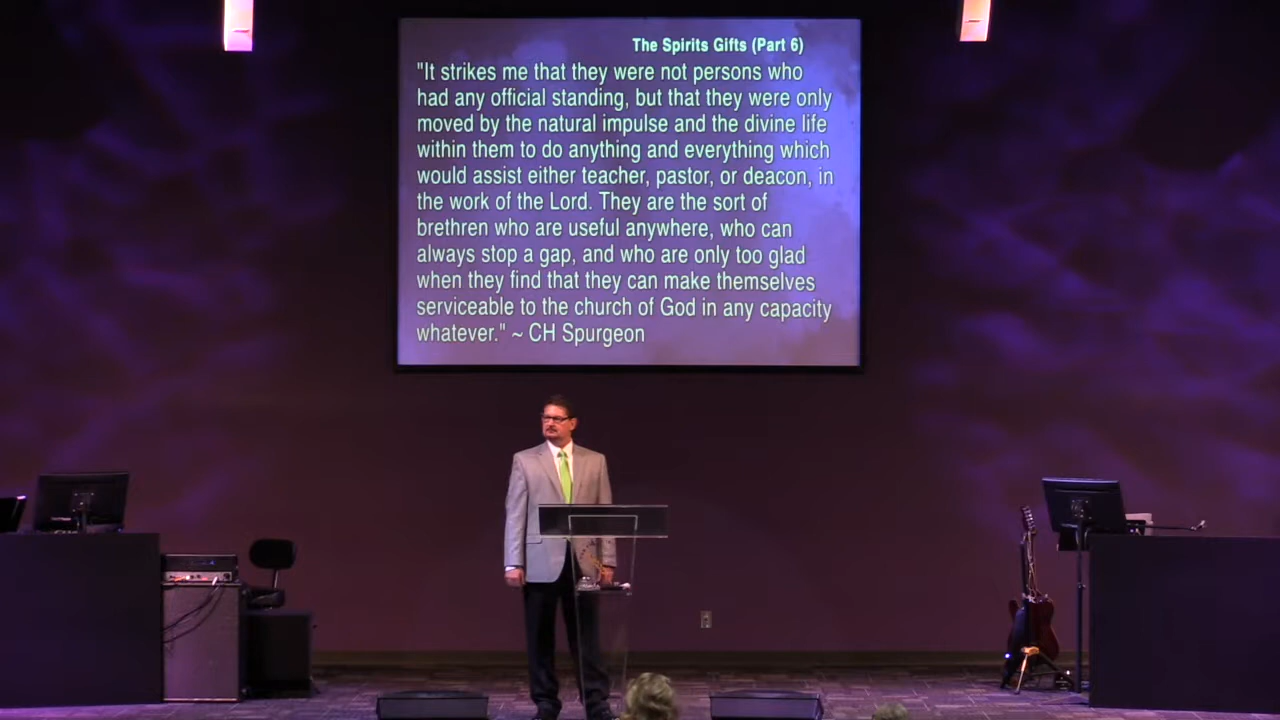 The Spirits Gifts (Part 6)
"It strikes me that they were not persons who
had any official standing, but that they were only
moved by the natural impulse and the divine life
within them to do anything and everything which
would assist either teacher, pastor, or deacon, in
the work of the Lord. They are the sort of
brethren who are useful anywhere, who can
always stop a gap, and who are only too glad
when they find that they can make themselves
serviceable to the church of God in any capacity
whatever." ~ CH Spurgeon